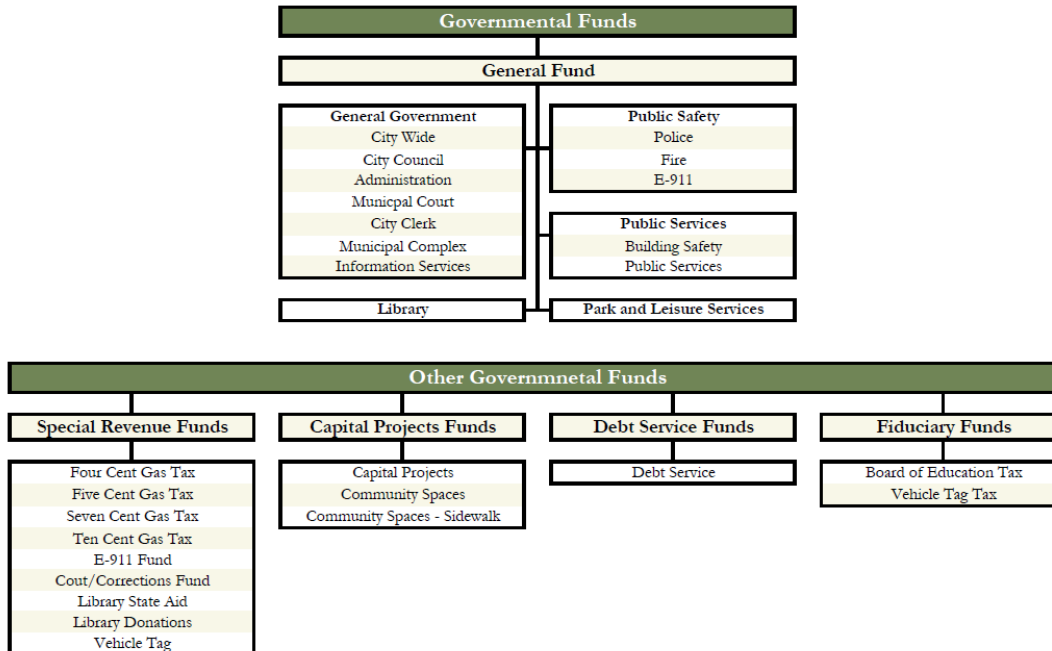 Governmental Funds
General Fund
General Government
City Wide
City Council
Administration
Municpal Court
City Clerk
Municipal Complex
Information Services
Public Safety
Police
Fire
E-911
Public Services
Building Safety
Public Services
Library
Park and Leisure Services
Other Governmnetal Funds
Special Revenue Funds
Four Cent Gas Tax
Five Cent Gas Tax
Seven Cent Gas Tax
Ten Cent Gas Tax
E-911 Fund
Cout/Corrections Fund
Library State Aid
Library Donations
Vehicle Tag
Capital Projects Funds
Capital Projects
Community Spaces
Community Spaces - Sidewalk
Debt Service Funds
Debt Service
Fiduciary Funds
Board of Education Tax
Vehicle Tag Tax